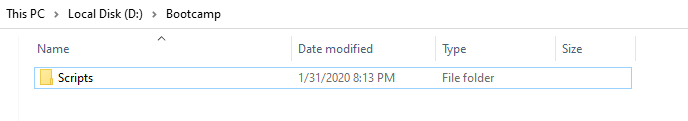 This PC > Local Disk (D:) > Bootcamp
Name Date modified Type Size
Scripts 1/31/2020 8:13 PM File folder